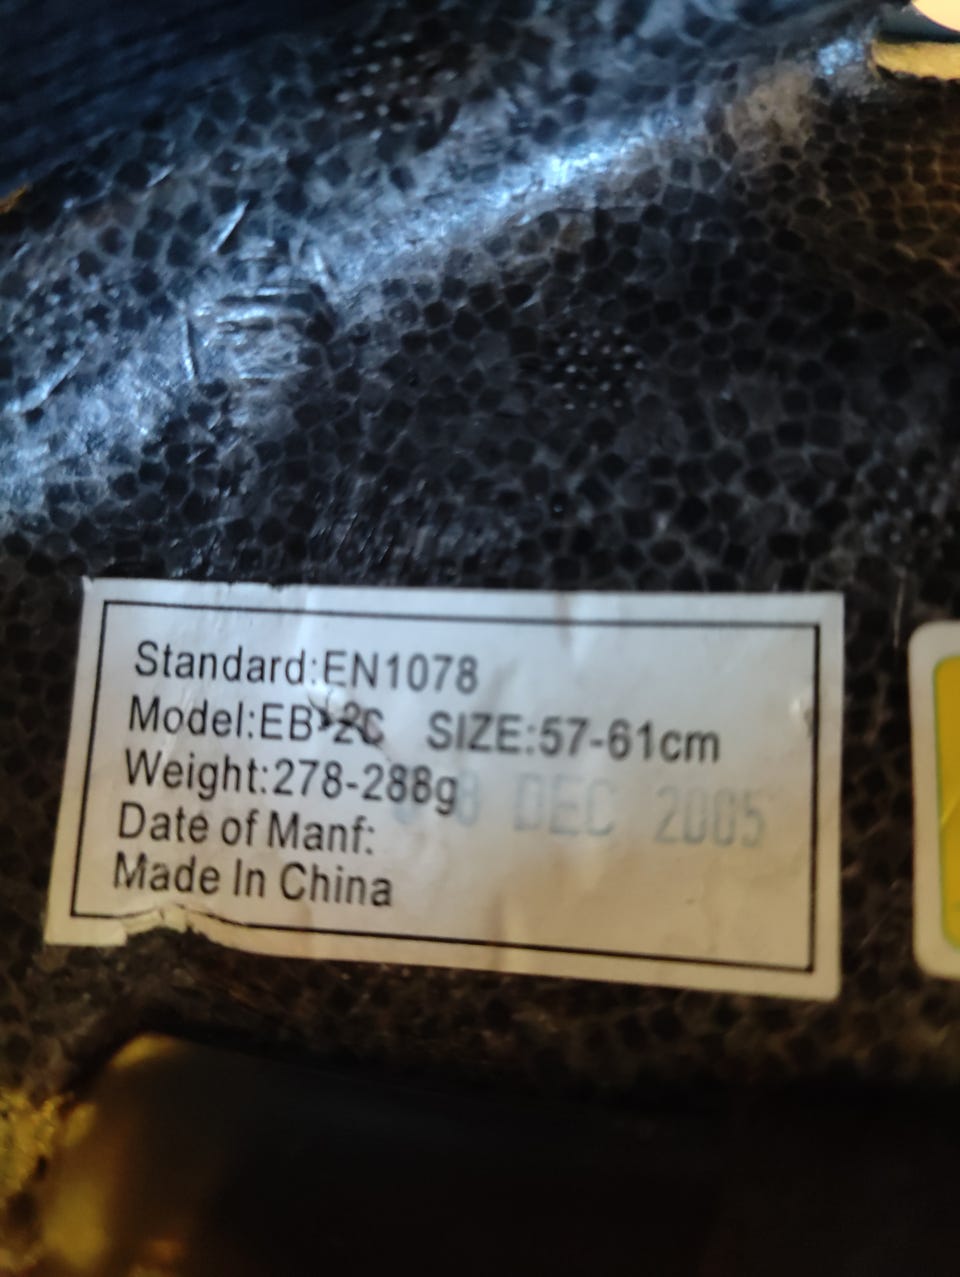 Standard:EN1078
Model:EB-2C SIZE:57-61cm
Weight:278-288g
DEC 2005
Date of Manf:
Made In China